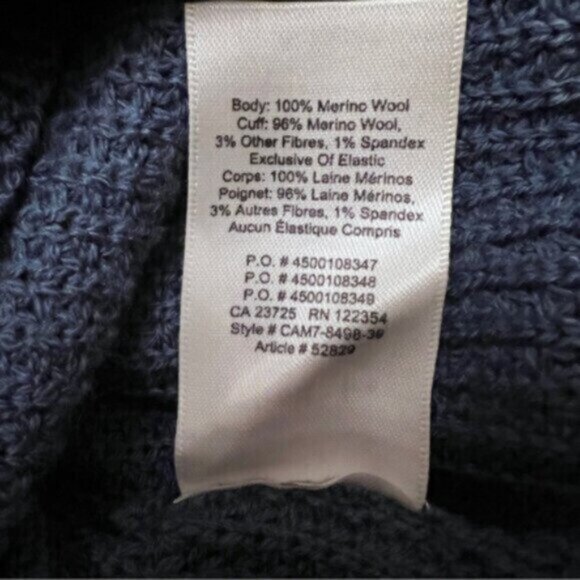 Body: 100% Merino Wool
Cuff: 96% Merino Wool,
3% Other Fibres, 1% Spandex
Exclusive Of Elastic
Corps: 100% Laine Mérinos
Poignet: 96% Laine Mérinos,
3% Autres Fibres, 1% Spandex
Aucun Élastique Compris
P.O. # 4500108347
P.O. # 4500108348
P.O. # 4500108349
CA 23725 RN 122354
Style # CAM7-8498-39
Article # 52829